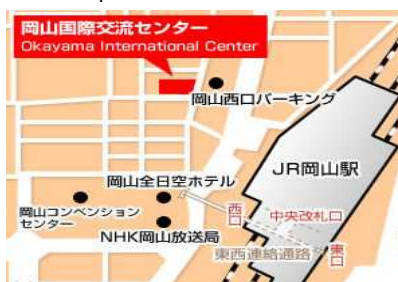 岡山国際交流センター
Okayama International Center
岡山西口パーキング
JR岡山駅
岡山全日空ホテル
西口
中央改札口
岡山コンベンション
センター
NHK岡山放送局
東西連絡通路
東口